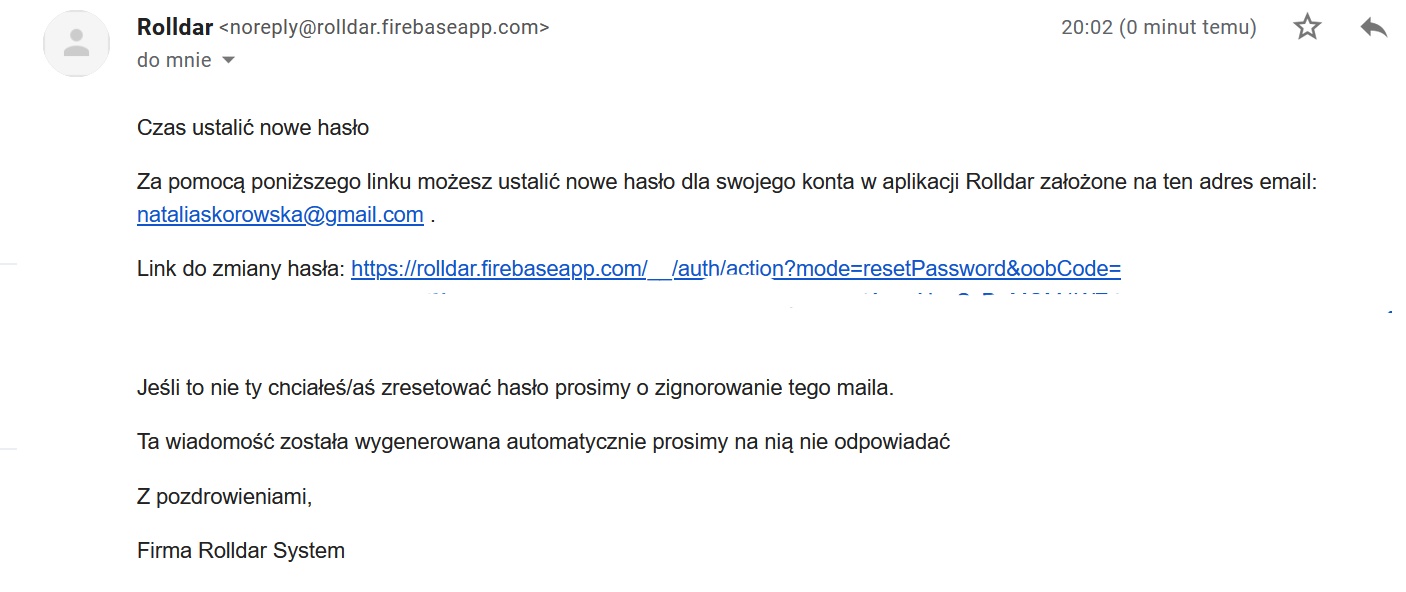 Rolldar <noreply@rolldar.firebaseapp.com>
20:02 (0 minut temu)
do mnie
Czas ustalić nowe hasło
Za pomocą poniższego linku możesz ustalić nowe hasło dla swojego konta w aplikacji Rolldar założone na ten adres email:
nataliaskorowska@gmail.com .
Link do zmiany hasła: https://rolldar.firebaseapp.com/__/auth/action?mode=resetPassword&oobCode=
Jeśli to nie ty chciałeś/aś zresetować hasło prosimy o zignorowanie tego maila.
Ta wiadomość została wygenerowana automatycznie prosimy na nią nie odpowiadać
Z pozdrowieniami,
Firma Rolldar System